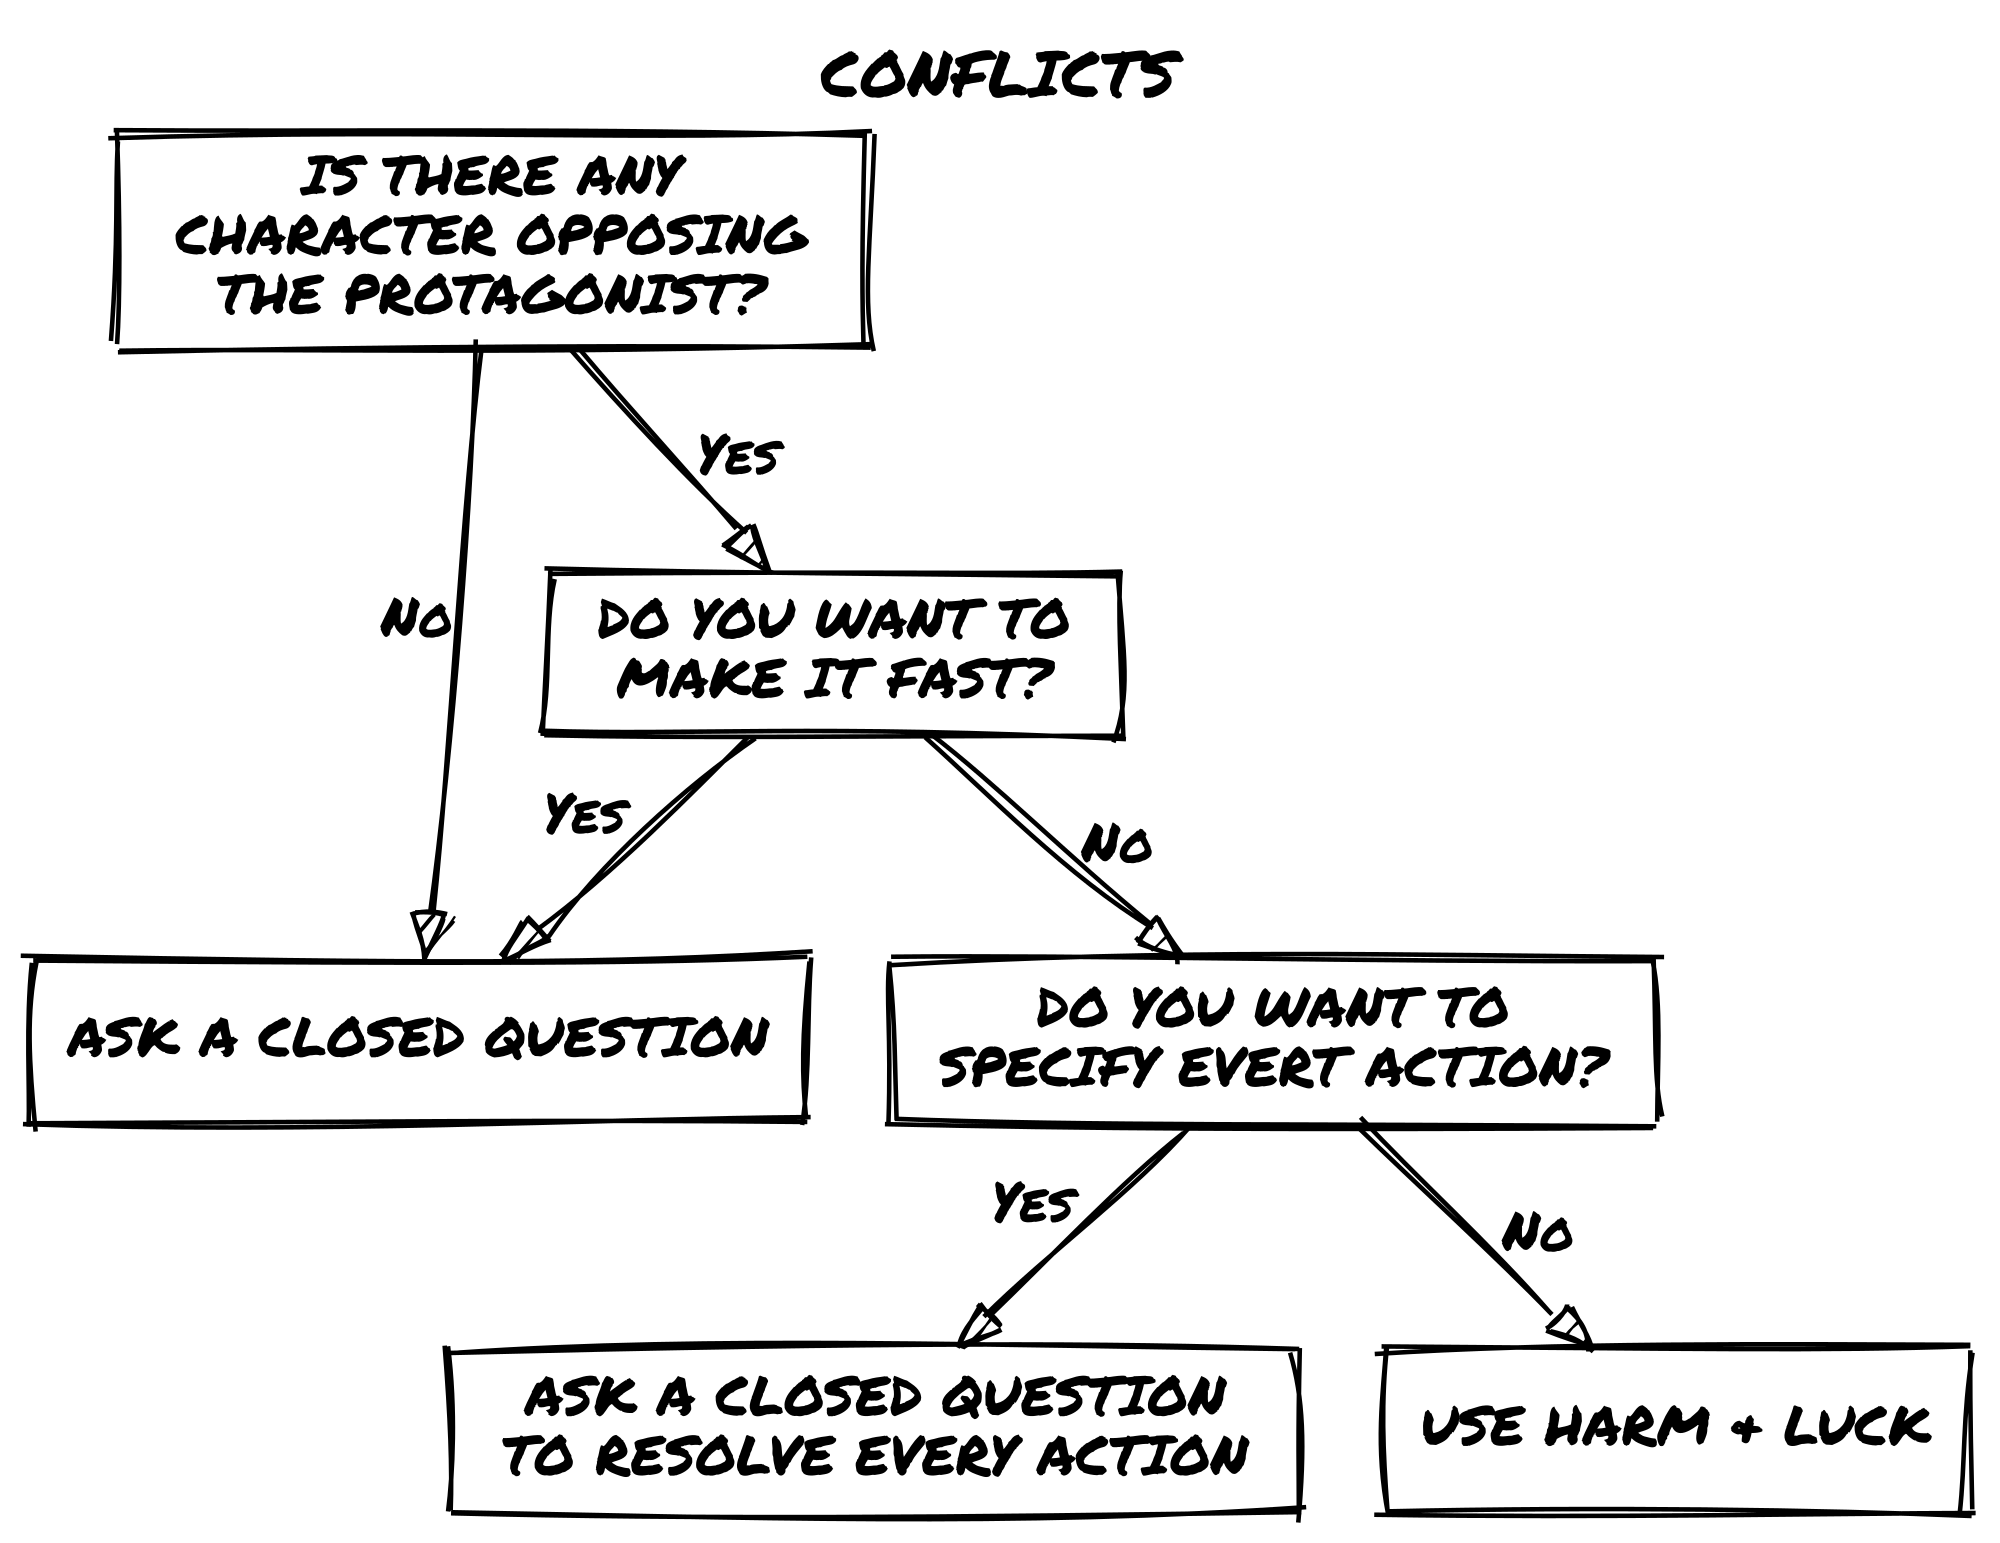 CONFLICTS
IS THERE ANY
CHARACTER OPPOSING
THE PROTAGONIST?
YES
NO
DO YOU WANT TO
MAKE IT FAST?
YES
NO
ASK A CLOSED QUESTION
DO YOU WANT TO
SPECIFY EVERT ACTION?
YES
NO
ASK A CLOSED QUESTION
TO RESOLVE EVERY ACTION
USE HARM & LUCK